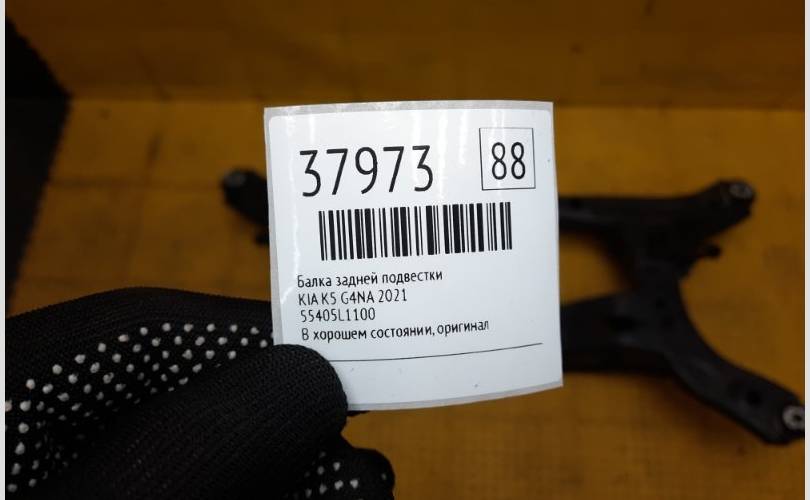 37973 88
Балка задней подвестки
KIA K5 G4NA 2021
55405L1100
В хорошем состоянии, оригинал